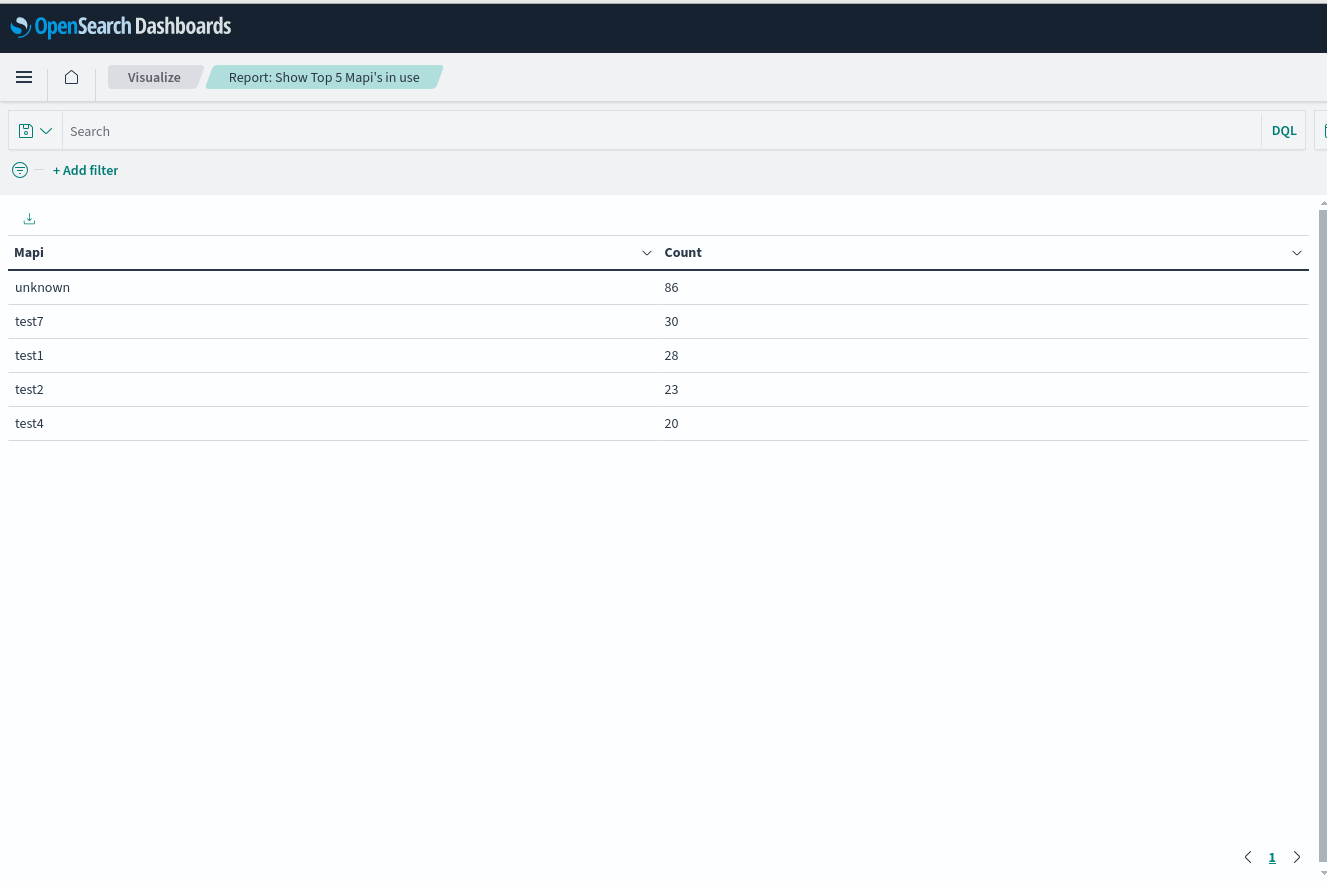 OpenSearch Dashboards
Visualize
Report: Show Top 5 Mapi's in use
Search
DQL
+ Add filter
Mapi Count
unknown 86
test7 30
test1 28
test2 23
test4 20
1